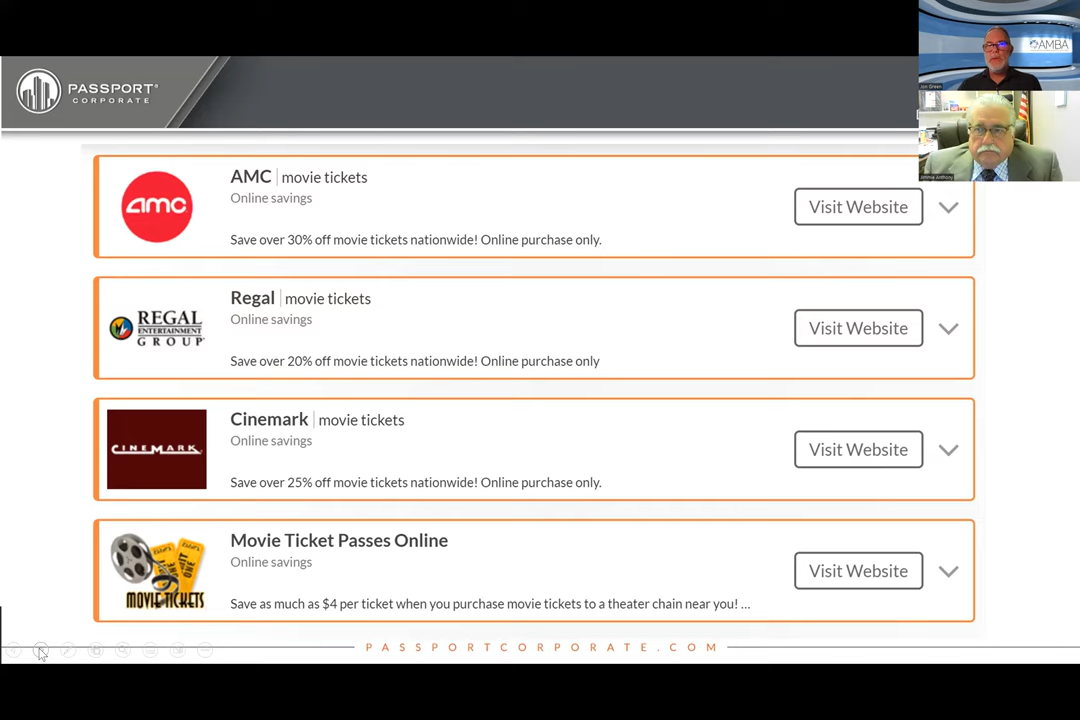 PASSPORT®
CORPORATE
AMBA
Jon Green
Jimmie Anthony
amc
AMC | movie tickets
Online savings
Save over 30% off movie tickets nationwide! Online purchase only.
Visit Website
REGAL
ENTERTAINMENT
GROUP
Regal | movie tickets
Online savings
Save over 20% off movie tickets nationwide! Online purchase only
Visit Website
CINEMARK
Cinemark | movie tickets
Online savings
Save over 25% off movie tickets nationwide! Online purchase only.
Visit Website
MOVIE TICKETS
Movie Ticket Passes Online
Online savings
Save as much as $4 per ticket when you purchase movie tickets to a theater chain near you! ...
Visit Website
PASSPORTCORPORATE.COM